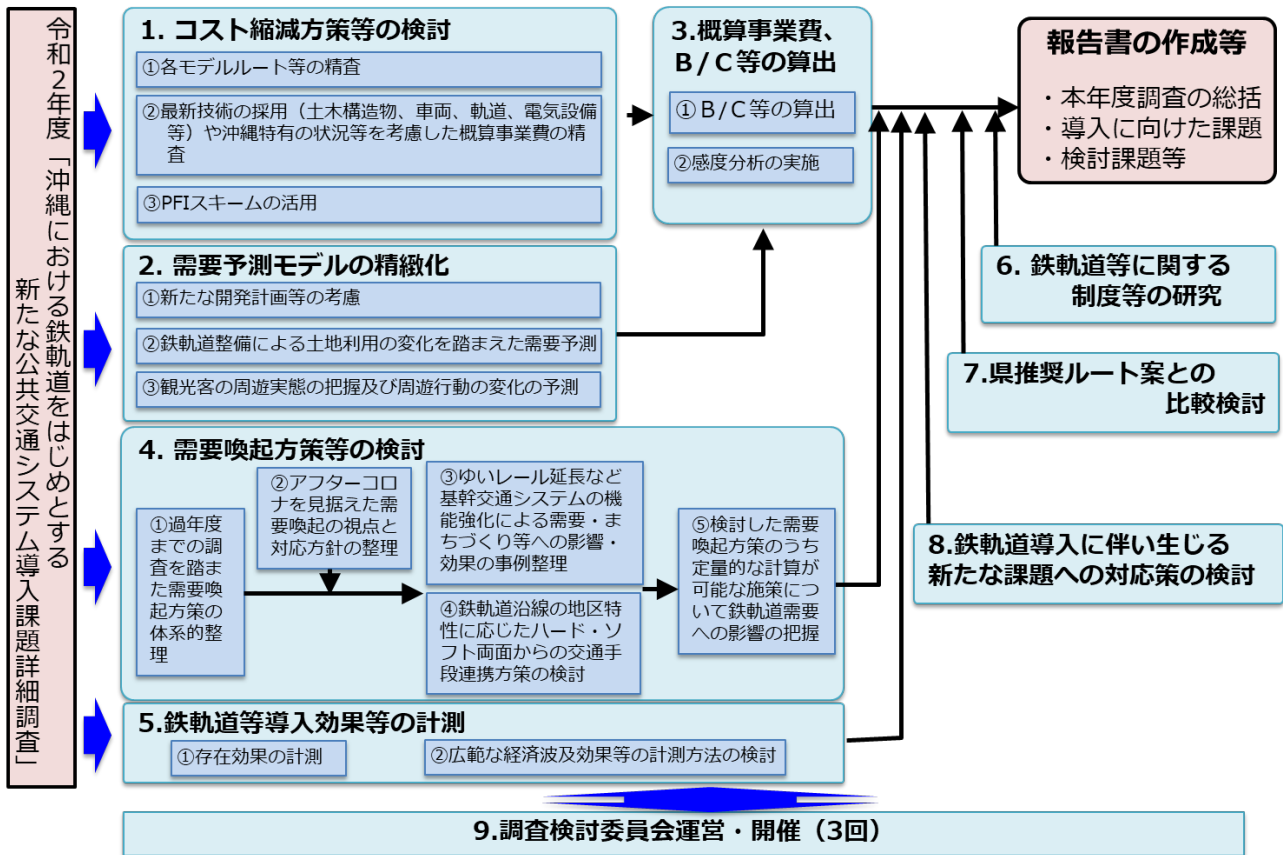 令和２年度「沖縄における鉄軌道をはじめとする
新たな公共交通システム導入課題詳細調査」
1. コスト縮減方策等の検討
①各モデルルート等の精査
②最新技術の採用（土木構造物、車両、軌道、電気設備
等）や沖縄特有の状況等を考慮した概算事業費の精
査
③PFIスキームの活用
2. 需要予測モデルの精緻化
①新たな開発計画等の考慮
②鉄軌道整備による土地利用の変化を踏まえた需要予測
③観光客の周遊実態の把握及び周遊行動の変化の予測
3.概算事業費、
Ｂ/Ｃ等の算出
①Ｂ/Ｃ等の算出
②感度分析の実施
報告書の作成等
・本年度調査の総括
・導入に向けた課題
・検討課題等
4. 需要喚起方策等の検討
①過年度
までの調
査を踏ま
た需要喚
起方策の
体系的整
理
②アフターコロ
ナを見据えた需
要喚起の視点と
対応方針の整理
③ゆいレール延長など
基幹交通システムの機
能強化による需要・ま
ちづくり等への影響・
効果の事例整理
④鉄軌道沿線の地区特
性に応じたハード・ソ
フト両面からの交通手
段連携方策の検討
⑤検討した需要
喚起方策のうち
定量的な計算が
可能な施策につ
いて鉄軌道需要
への影響の把握
5.鉄軌道等導入効果等の計測
①存在効果の計測
②広範な経済波及効果等の計測方法の検討
6. 鉄軌道等に関する
制度等の研究
7.県推奨ルート案との
比較検討
8.鉄軌道導入に伴い生じる
新たな課題への対応策の検討
9.調査検討委員会運営・開催（3回）